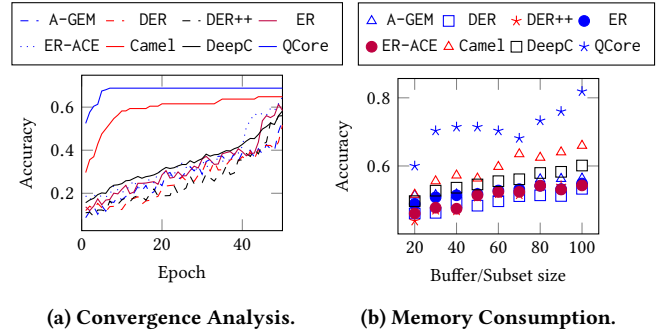 A-GEM DER DER++ ER
ER-ACE Camel DeepC QCore
0.6
0.4
0.2
Accuracy
0 20 40
Epoch
(a) Convergence Analysis.
A-GEM DER DER++ ER
ER-ACE Camel DeepC QCore
0.8
0.6
Accuracy
20 40 60 80 100
Buffer/Subset size
(b) Memory Consumption.